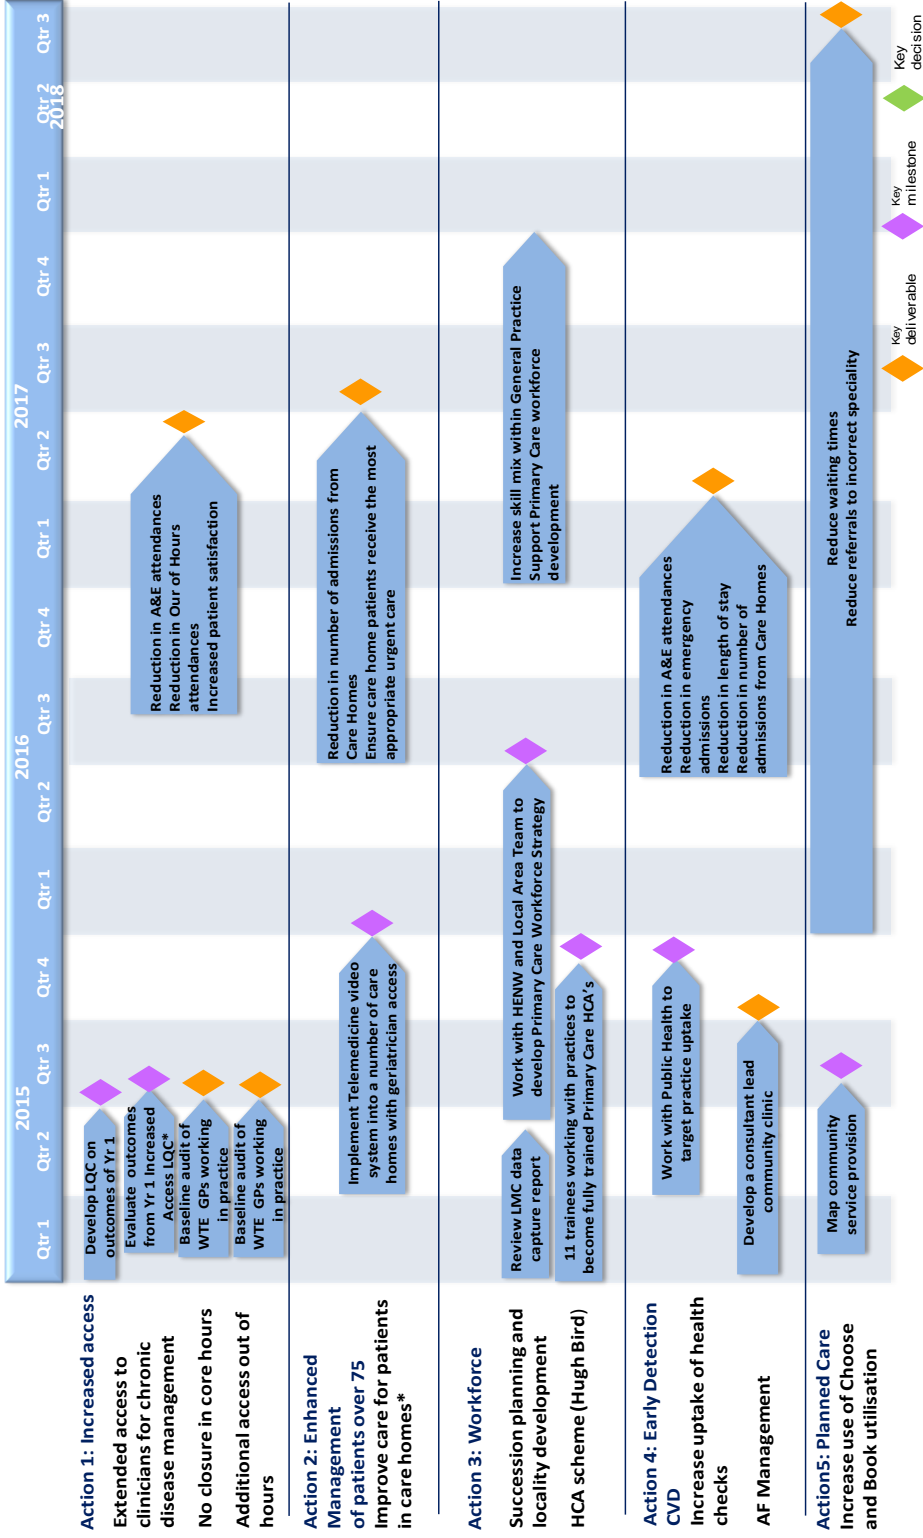 2015
2016
2017
2018
Qtr 1
Qtr 2
Qtr 3
Qtr 4
Qtr 1
Qtr 2
Qtr 3
Qtr 4
Qtr 1
Qtr 2
Qtr 3
Qtr 4
Qtr 1
Qtr 2
Qtr 3
Action 1: Increased access
Extended access to
clinicians for chronic
disease management
No closure in core hours
Additional access out of
hours
Develop LQC on
outcomes of Yr 1
Evaluate outcomes
from Yr 1 Increased
Access LQC*
Baseline audit of
WTE GPs working
in practice
Baseline audit of
WTE GPs working
in practice
Reduction in A&E attendances
Reduction in Our of Hours
attendances
Increased patient satisfaction
Action 2: Enhanced
Management
of patients over 75
Improve care for patients
in care homes*
Implement Telemedicine video
system into a number of care
homes with geriatrician access
Reduction in number of admissions from
Care Homes
Ensure care home patients receive the most
appropriate urgent care
Action 3: Workforce
Succession planning and
locality development
HCA scheme (Hugh Bird)
Review LMC data
capture report
Work with HENW and Local Area Team to
develop Primary Care Workforce Strategy
11 trainees working with practices to
become fully trained Primary Care HCA's
Increase skill mix within General Practice
Support Primary Care workforce
development
Action 4: Early Detection
CVD
Increase uptake of health
checks
AF Management
Work with Public Health to
target practice uptake
Develop a consultant lead
community clinic
Reduction in A&E attendances
Reduction in emergency
admissions
Reduction in length of stay
Reduction in number of
admissions from Care Homes
Action5: Planned Care
Increase use of Choose
and Book utilisation
Map community
service provision
Reduce waiting times
Reduce referrals to incorrect speciality
Key
deliverable
Key
milestone
Key
decision